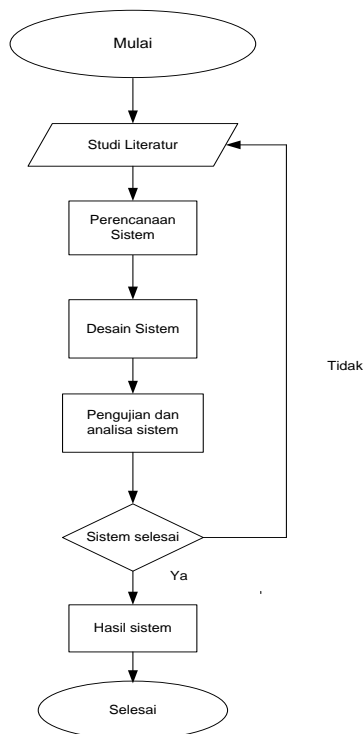 Mulai
Studi Literatur
Perencanaan
Sistem
Desain Sistem
Tidak
Pengujian dan
analisa sistem
Sistem selesai
Ya
Hasil sistem
Selesai